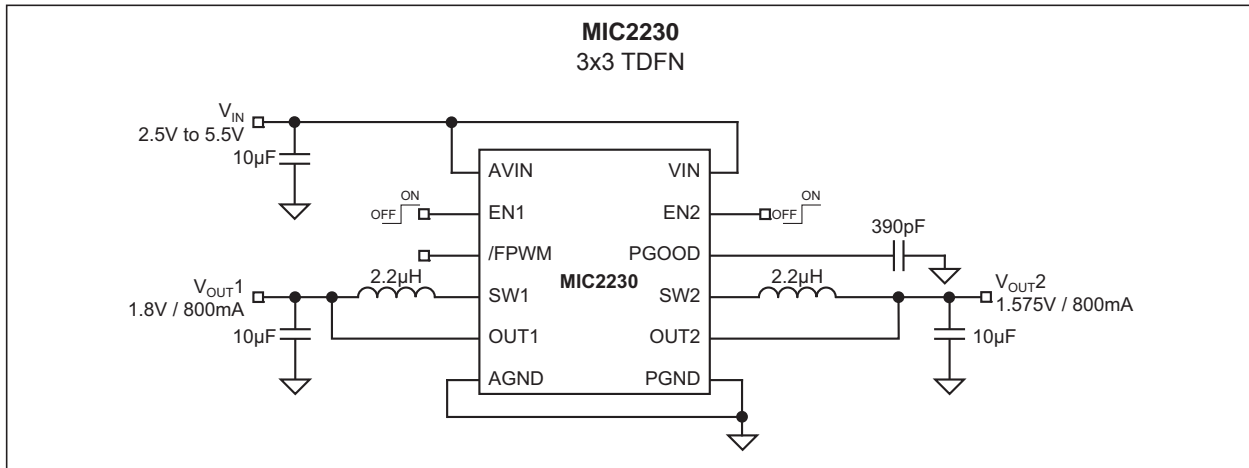 MIC2230
3x3 TDFN
VIN
2.5V to 5.5V
10µF
AVIN
VIN
ON
OFF
EN1
EN2
ON
OFF
390pF
/FPWM
PGOOD
MIC2230
VOUT1
1.8V / 800mA
2.2µH
SW1
SW2
2.2µH
VOUT2
1.575V / 800mA
10µF
OUT1
OUT2
10µF
AGND
PGND